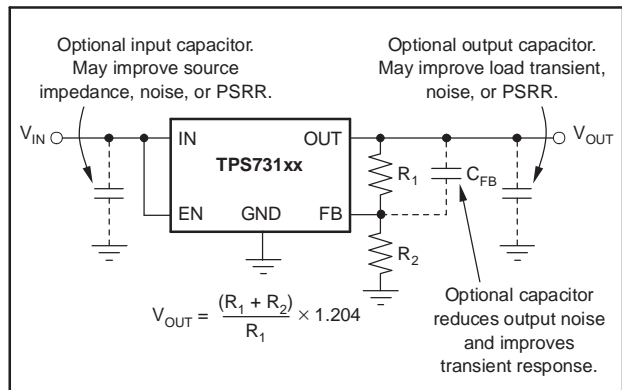 Optional input capacitor.
May improve source
impedance, noise, or PSRR.
Optional output capacitor.
May improve load transient,
noise, or PSRR.
V_IN
IN
OUT
V_OUT
TPS731xx
R_1
C_FB
EN
GND
FB
R_2
V_OUT = (R_1 + R_2) / R_1 × 1.204
Optional capacitor
reduces output noise
and improves
transient response.